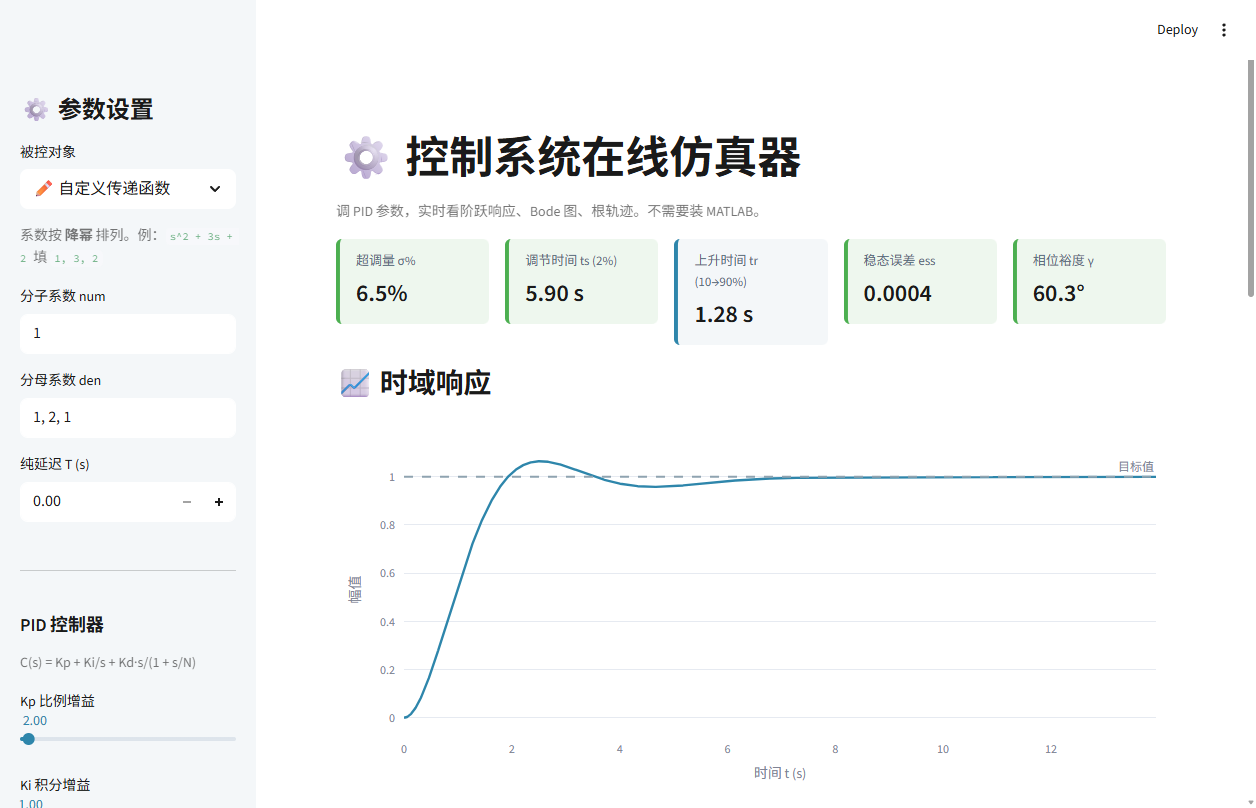 Deploy
参数设置
被控对象
自定义传递函数
系数按 降幂 排列。例： s^2 + 3s +
2 填 1, 3, 2
分子系数 num
1
分母系数 den
1, 2, 1
纯延迟 T (s)
0.00
PID 控制器
C(s) = Kp + Ki/s + Kd·s/(1 + s/N)
Kp 比例增益
2.00
Ki 积分增益
1.00
控制系统在线仿真器
调 PID 参数，实时看阶跃响应、Bode 图、根轨迹。不需要装 MATLAB。
超调量 σ%
6.5%
调节时间 ts (2%)
5.90 s
上升时间 tr
(10→90%)
1.28 s
稳态误差 ess
0.0004
相位裕度 γ
60.3°
时域响应
目标值
1
0.8
0.6
0.4
0.2
0
幅值
0 2 4 6 8 10 12
时间 t (s)